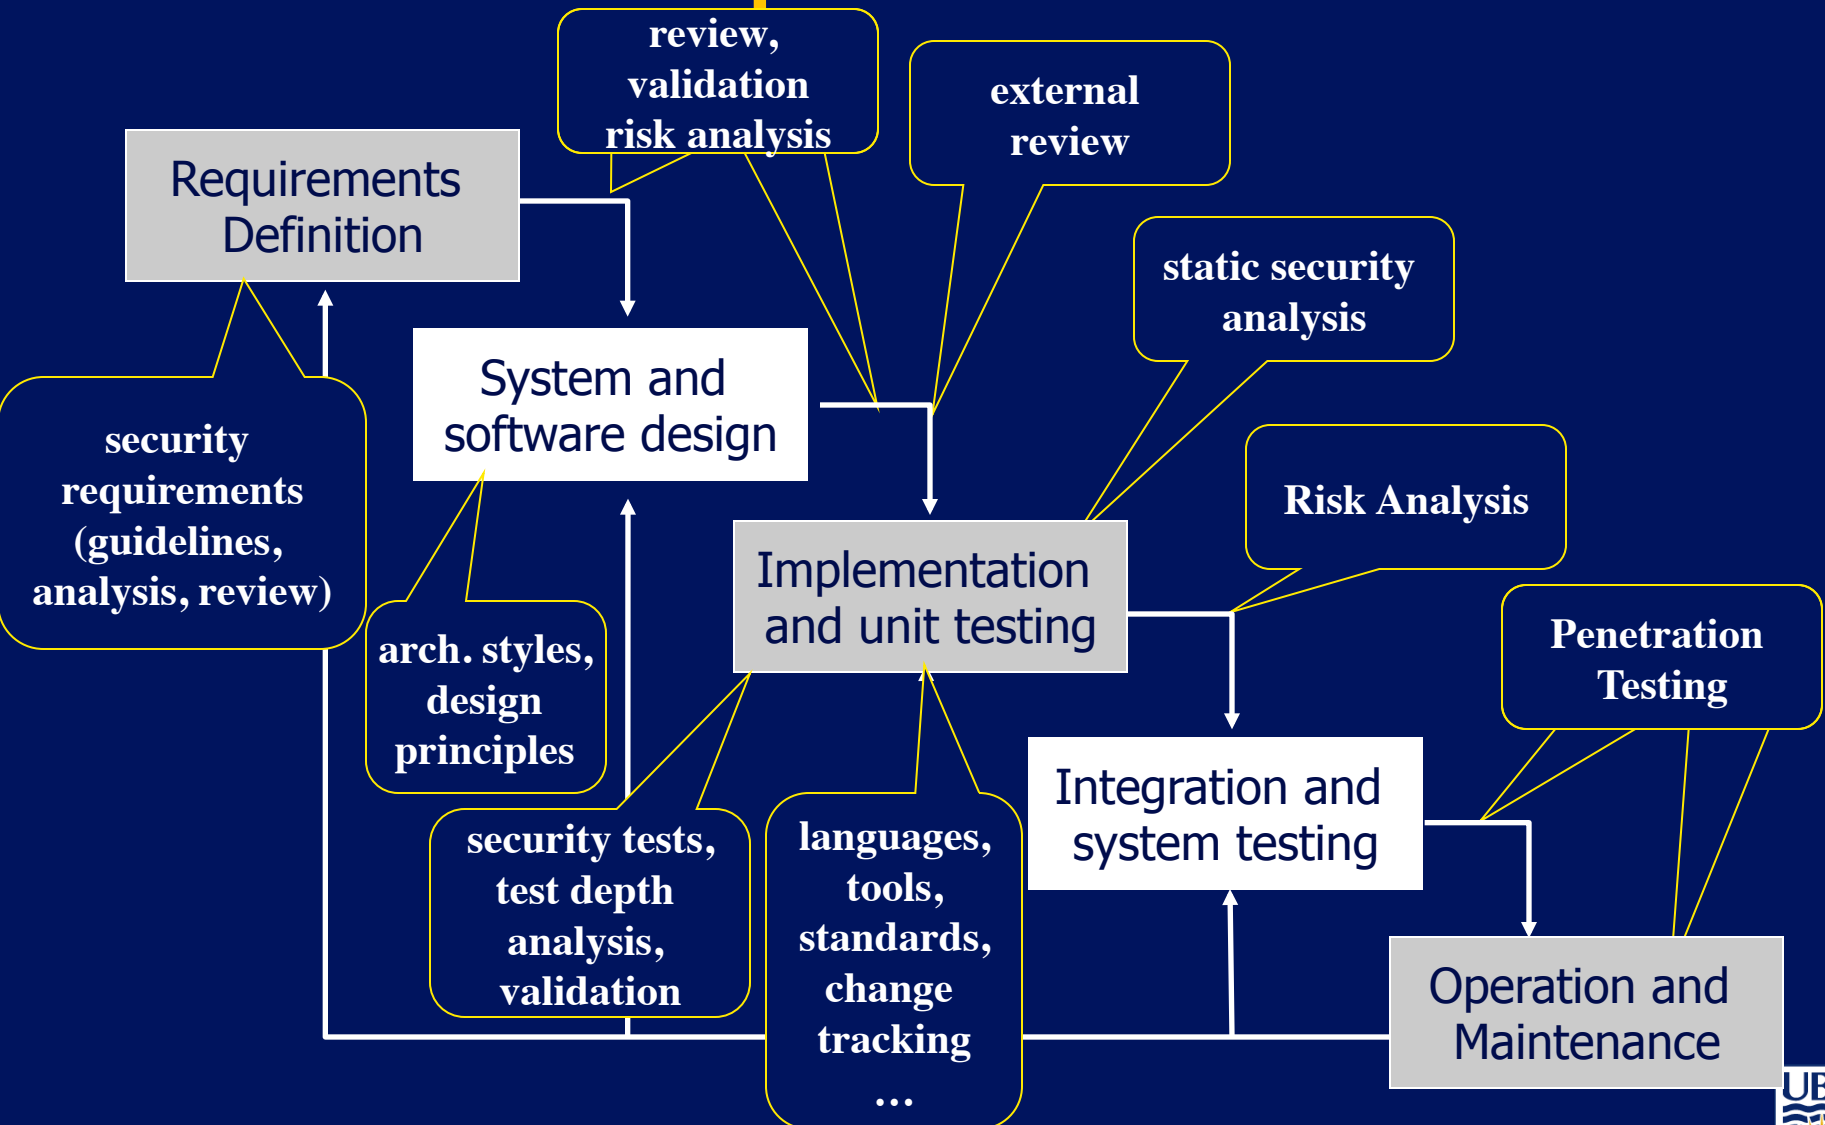 review,
validation
risk analysis
external
review
Requirements
Definition
static security
analysis
System and
software design
security
requirements
(guidelines,
analysis, review)
Risk Analysis
Implementation
and unit testing
arch. styles,
design
principles
Penetration
Testing
Integration and
system testing
security tests,
test depth
analysis,
validation
languages,
tools,
standards,
change
tracking
...
Operation and
Maintenance